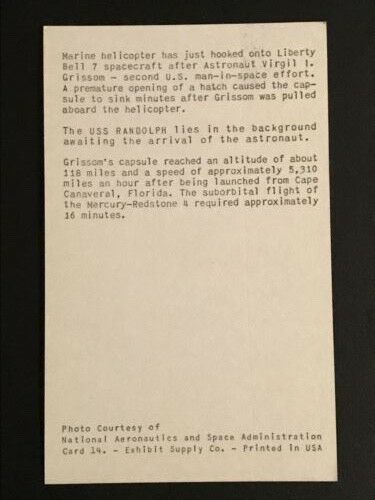 Marine helicopter has just hooked onto Liberty
Bell 7 spacecraft after Astronaut Virgil I.
Grissom - second U.S. man-in-space effort.
A premature opening of a hatch caused the cap-
sule to sink minutes after Grissom was pulled
aboard the helicopter.
The USS RANDOLPH lies in the background
awaiting the arrival of the astronaut.
Grissom's capsule reached an altitude of about
118 miles and a speed of approximately 5,310
miles an hour after being launched from Cape
Canaveral, Florida. The suborbital flight of
the Mercury-Redstone 4 required approximately
16 minutes.
Photo Courtesy of
National Aeronautics and Space Administration
Card 14. - Exhibit Supply Co. - Printed in USA